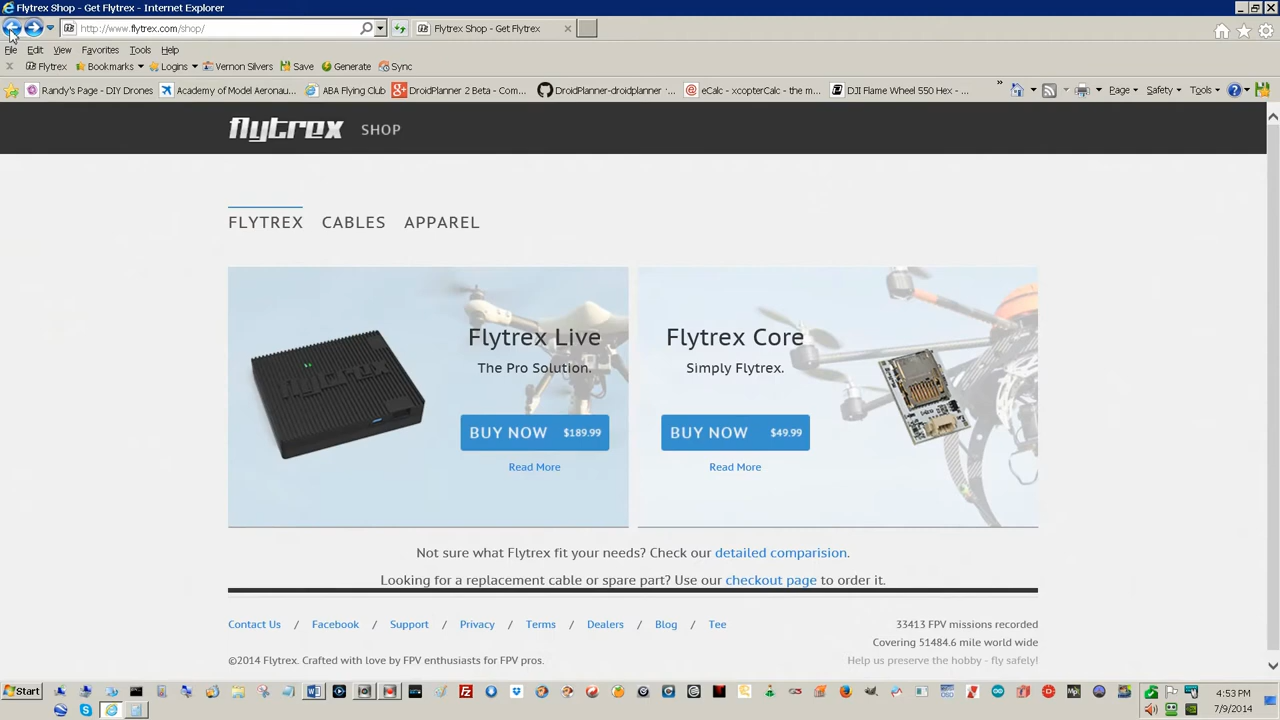 Flytrex Shop - Get Flytrex - Internet Explorer
http://www.flytrex.com/shop/
Flytrex Shop - Get Flytrex
File Edit View Favorites Tools Help
Flytrex Bookmarks Logins Vernon Silvers Save Generate Sync
Randy's Page - DIY Drones Academy of Model Aeronau... ABA Flying Club DroidPlanner 2 Beta - Com... DroidPlanner-droidplanner '... eCalc - xcopterCalc - the m... DJI Flame Wheel 550 Hex - ... » Page Safety Tools
flytrex SHOP
FLYTREX CABLES APPAREL
Flytrex Live
The Pro Solution.
BUY NOW $189.99
Read More
Flytrex Core
Simply Flytrex.
BUY NOW $49.99
Read More
Not sure what Flytrex fit your needs? Check our detailed comparision.
Looking for a replacement cable or spare part? Use our checkout page to order it.
Contact Us / Facebook / Support / Privacy / Terms / Dealers / Blog / Tee
33413 FPV missions recorded
Covering 51484.6 mile world wide
©2014 Flytrex. Crafted with love by FPV enthusiasts for FPV pros.
Help us preserve the hobby - fly safely!
Start
4:53 PM
7/9/2014